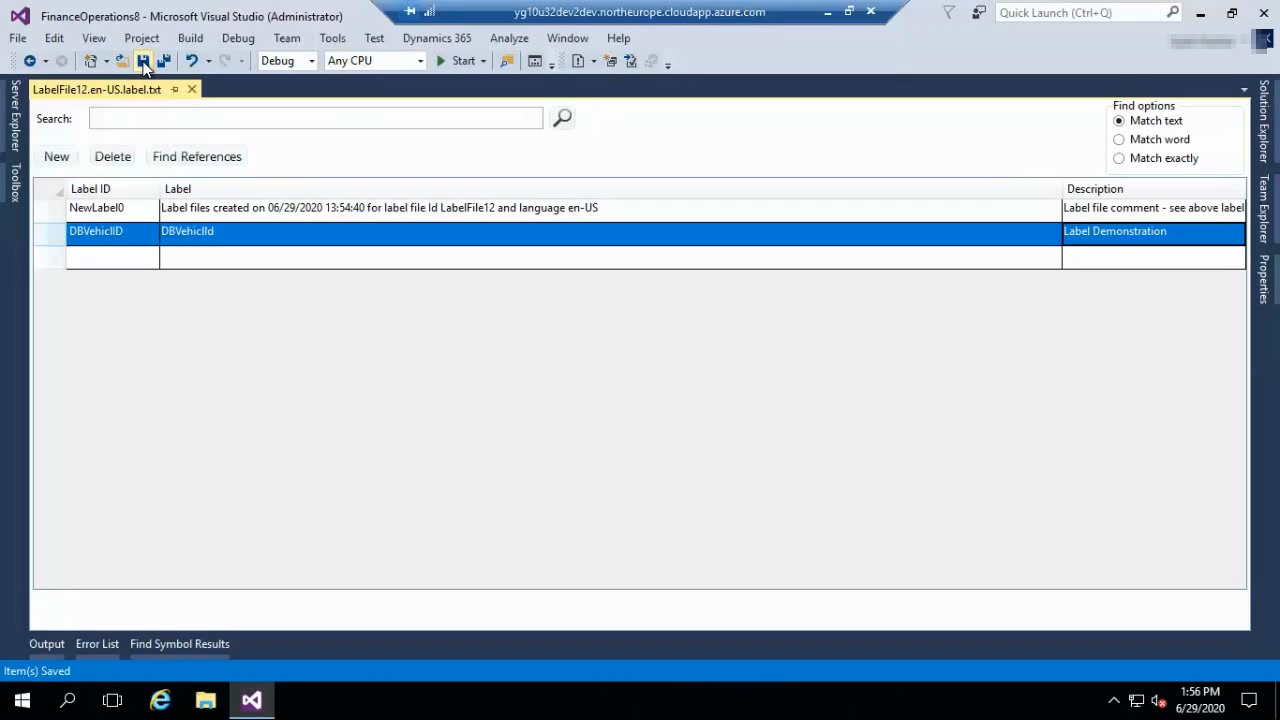 FinanceOperations8 - Microsoft Visual Studio (Administrator)
yg10u32dev2dev.northeurope.cloudapp.azure.com
Quick Launch (Ctrl+Q)
File Edit View Project Build Debug Team Tools Test Dynamics 365 Analyze Window Help
Debug Any CPU Start
LabelFile12.en-US.label.txt
Search:
Find options
Match text
Match word
Match exactly
New Delete Find References
Label ID Label Description
NewLabel0 Label files created on 06/29/2020 13:54:40 for label file Id LabelFile12 and language en-US Label file comment - see above label
DBVehiclID DBVehiclId Label Demonstration
Server Explorer
Toolbox
Solution Explorer
Team Explorer
Properties
Output Error List Find Symbol Results
Item(s) Saved
1:56 PM
6/29/2020